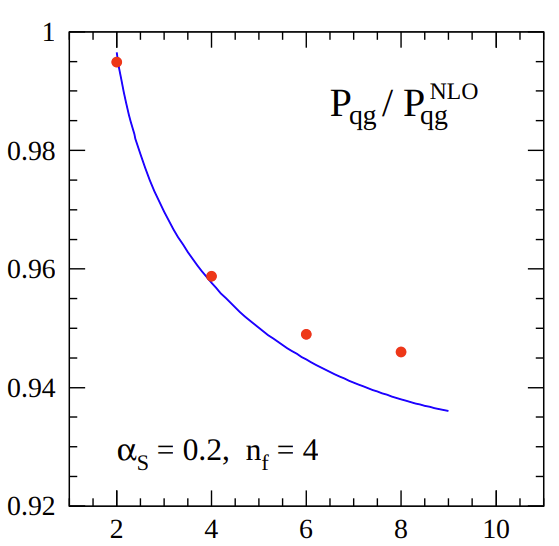 1
P_qg / P_qg^NLO
0.98
0.96
0.94
α_S = 0.2, n_f = 4
0.92
2 4 6 8 10